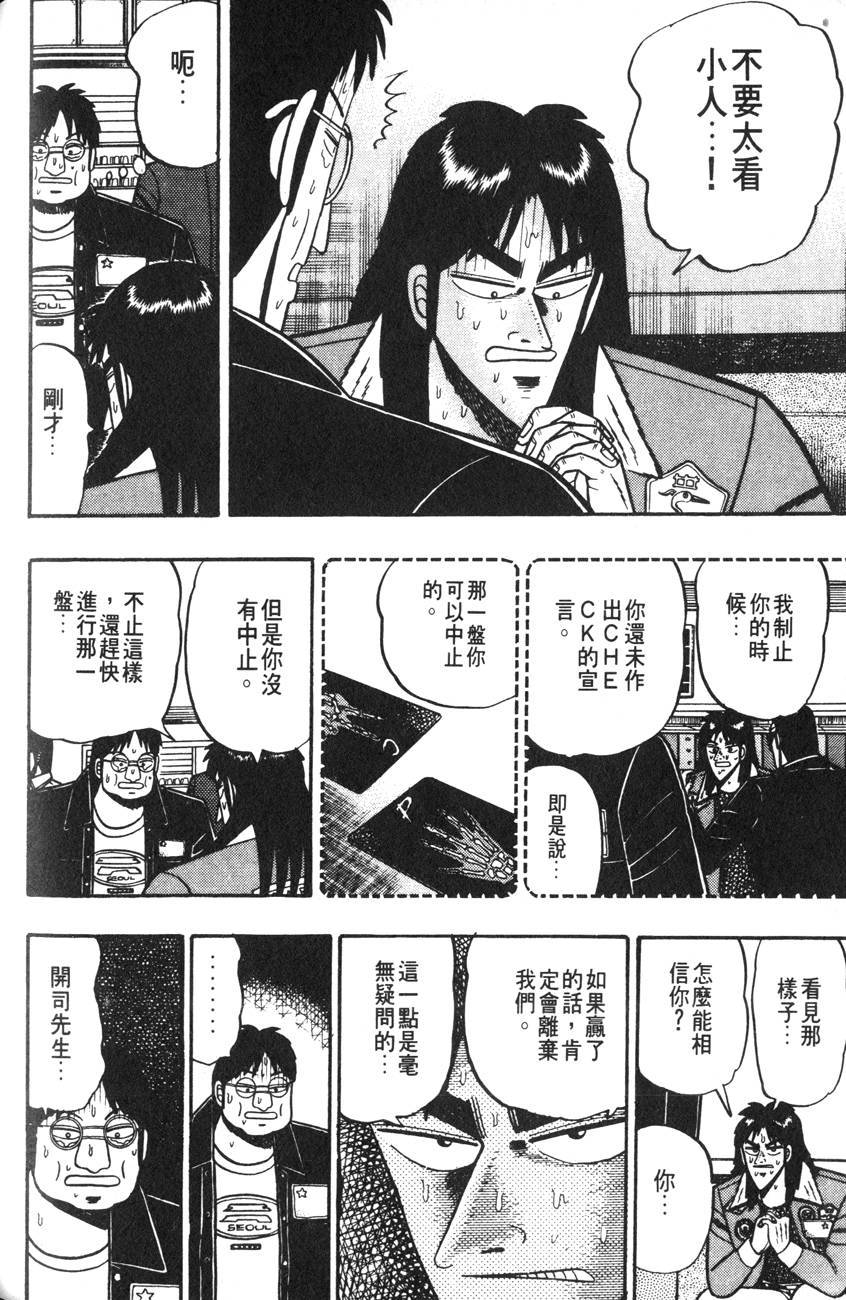 不要太看
小人…！
呃…
SEOUL
剛才…
我制止
你的時
候…
你還未作
出CHE
CK的宣
言。
即是說…
那一盤你
可以中止
的。
但是你沒
有中止。
不止這樣
，還趕快
進行那一
盤…
SEOUL
看見那
樣子…
怎麼能相
信你？
你…
如果贏了
的話，肯
定會離棄
我們。
這一點是毫
無疑問的…
………
SEOUL
開司先生…